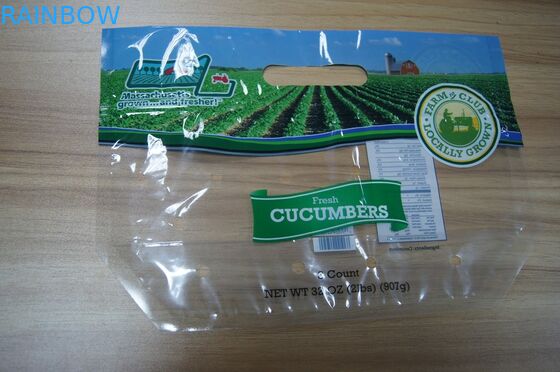 RAINBOW
Massachusetts
grown...and fresher!
FARM CLUB
LOCALLY GROWN
Fresh
CUCUMBERS
Count
NET WT 32 OZ (2lbs) (907g)